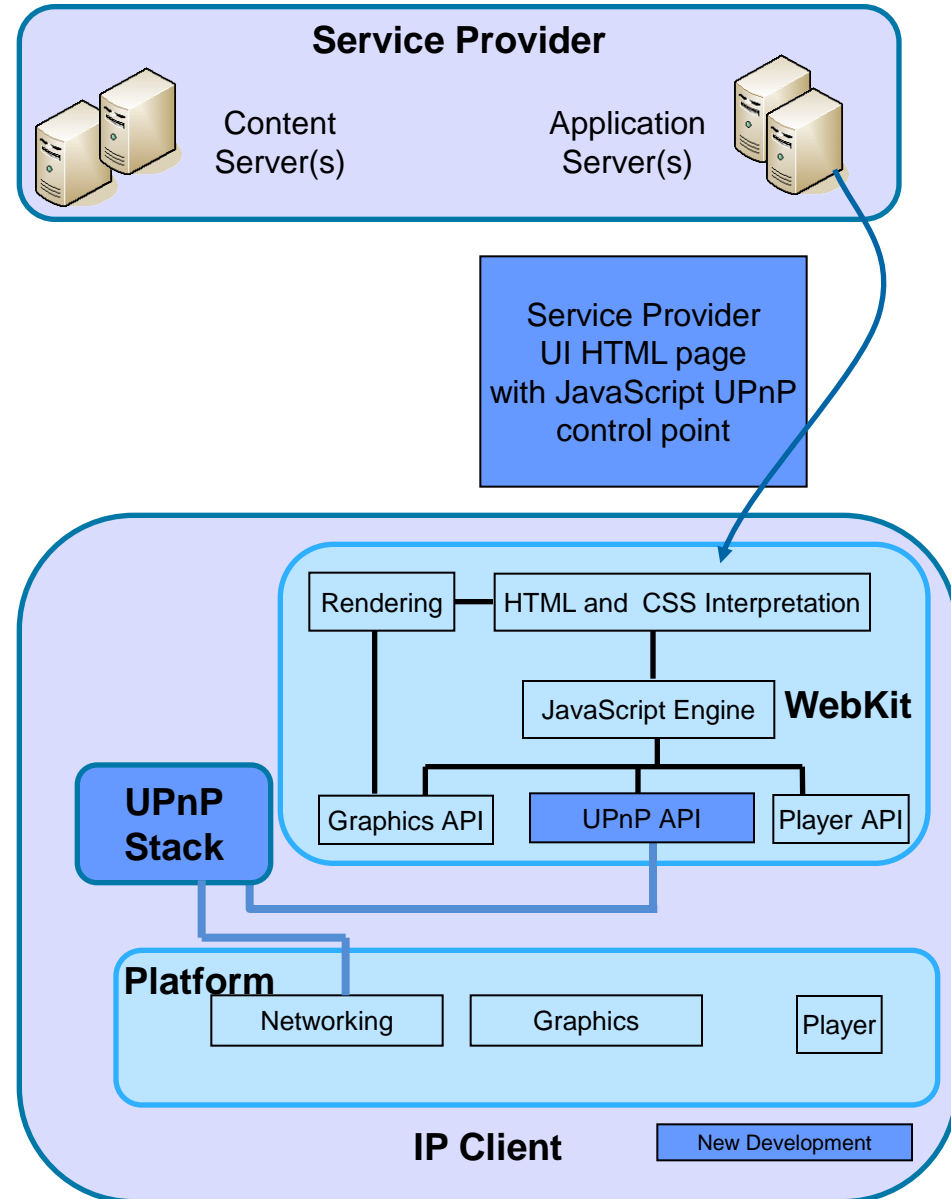 Service Provider
Content
Server(s)
Application
Server(s)
Service Provider
UI HTML page
with JavaScript UPnP
control point
Rendering
HTML and CSS Interpretation
JavaScript Engine
WebKit
UPnP
Stack
Graphics API
UPnP API
Player API
Platform
Networking
Graphics
Player
IP Client
New Development